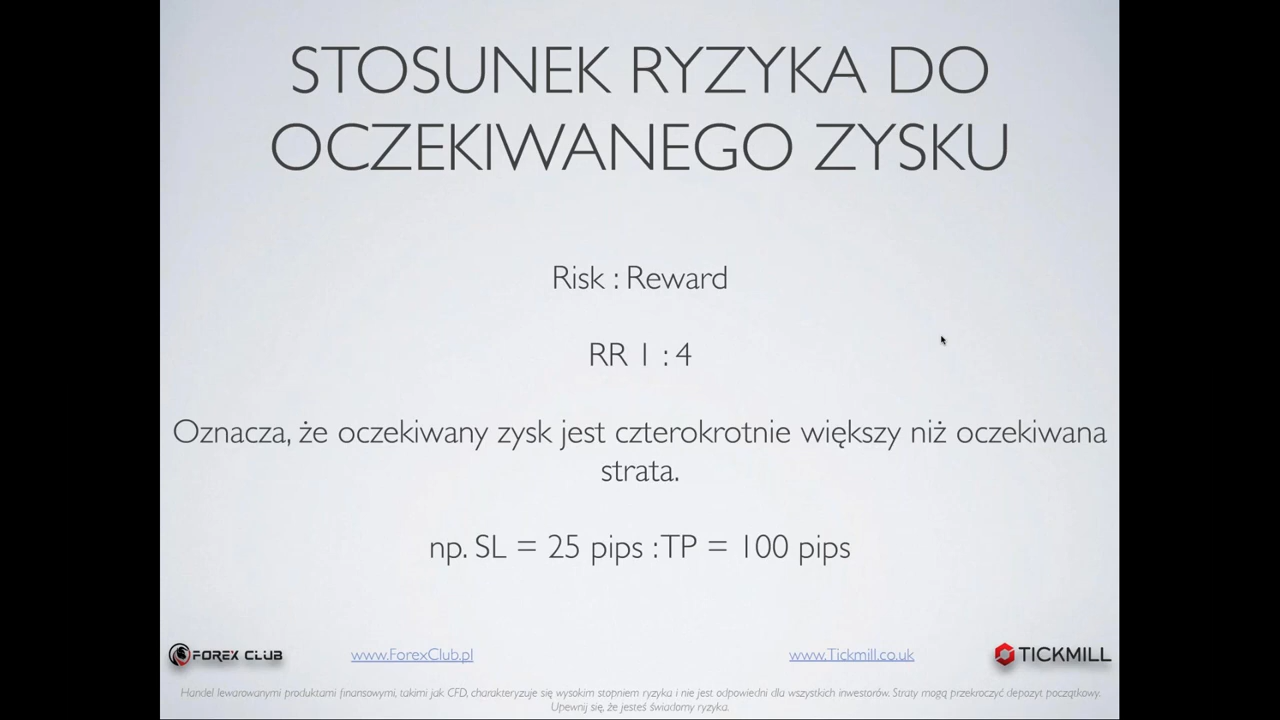 STOSUNEK RYZYKA DO
OCZEKIWANEGO ZYSKU
Risk : Reward
RR 1 : 4
Oznacza, że oczekiwany zysk jest czterokrotnie większy niż oczekiwana
strata.
np. SL = 25 pips : TP = 100 pips
FOREX CLUB www.ForexClub.pl www.Tickmill.co.uk TICKMILL
Handel lewarowanymi produktami finansowymi, takimi jak CFD, charakteryzuje się wysokim stopniem ryzyka i nie jest odpowiedni dla wszystkich inwestorów. Straty mogą przekroczyć depozyt początkowy.
Upewnij się, że jesteś świadomy ryzyka.